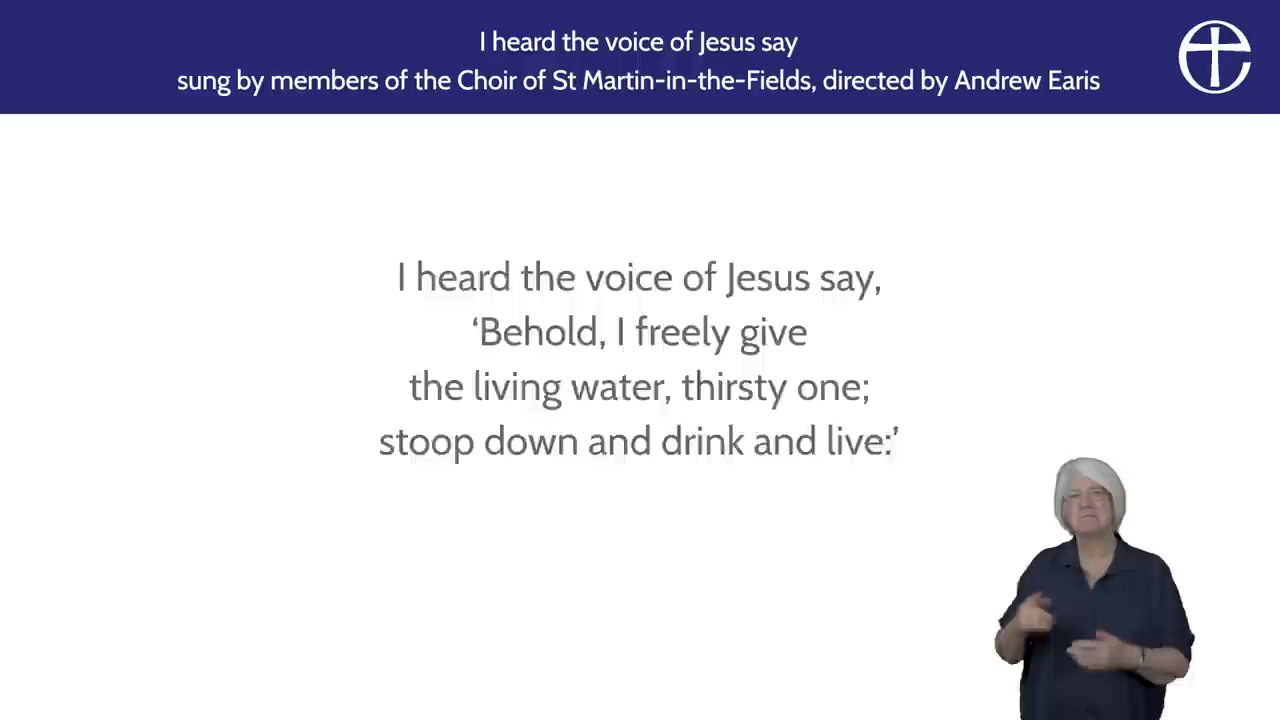 I heard the voice of Jesus say
sung by members of the Choir of St Martin-in-the-Fields, directed by Andrew Earis
I heard the voice of Jesus say,
‘Behold, I freely give
the living water, thirsty one;
stoop down and drink and live:’